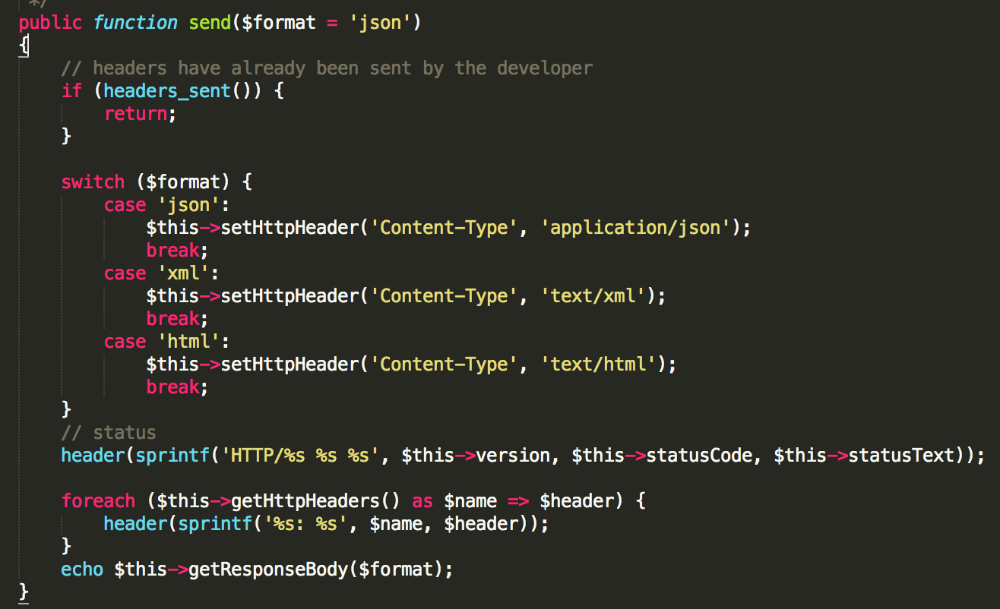 */
public function send($format = 'json')
{
    // headers have already been sent by the developer
    if (headers_sent()) {
        return;
    }

    switch ($format) {
        case 'json':
            $this->setHttpHeader('Content-Type', 'application/json');
            break;
        case 'xml':
            $this->setHttpHeader('Content-Type', 'text/xml');
            break;
        case 'html':
            $this->setHttpHeader('Content-Type', 'text/html');
            break;
    }
    // status
    header(sprintf('HTTP/%s %s %s', $this->version, $this->statusCode, $this->statusText));

    foreach ($this->getHttpHeaders() as $name => $header) {
        header(sprintf('%s: %s', $name, $header));
    }
    echo $this->getResponseBody($format);
}